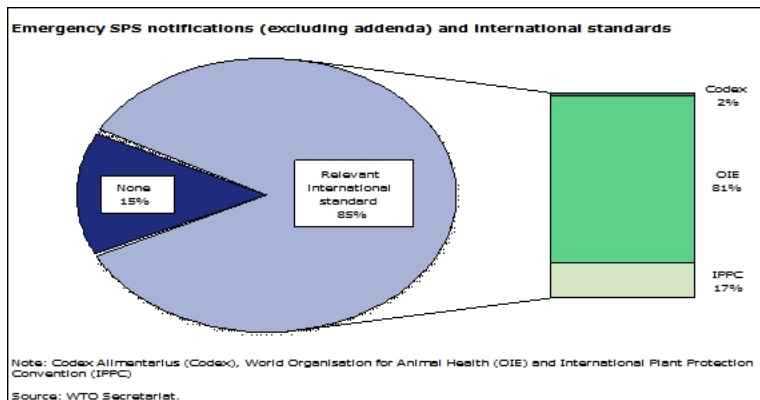 Emergency SPS notifications (excluding addenda) and international standards
Codex
2%
None
15%
Relevant
international
standard
85%
OIE
81%
IPPC
17%
Note: Codex Alimentarius (Codex), World Organisation for Animal Health (OIE) and International Plant Protection
Convention (IPPC)
Source: WTO Secretariat.